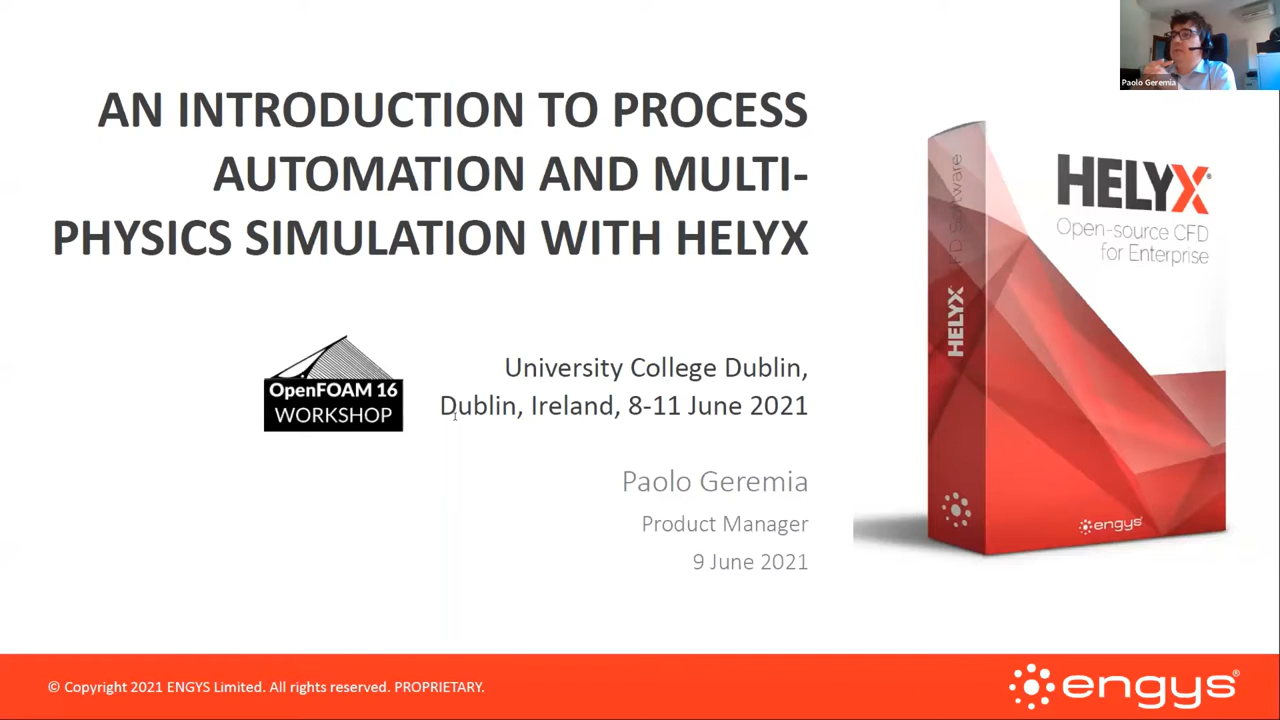 Paolo Geremia
AN INTRODUCTION TO PROCESS
AUTOMATION AND MULTI-
PHYSICS SIMULATION WITH HELYX
HELYX®
Open-source CFD
for Enterprise
HELYX
CFD Software
OpenFOAM 16
WORKSHOP
University College Dublin,
Dublin, Ireland, 8-11 June 2021
Paolo Geremia
Product Manager
9 June 2021
engys®
© Copyright 2021 ENGYS Limited. All rights reserved. PROPRIETARY.
engys®